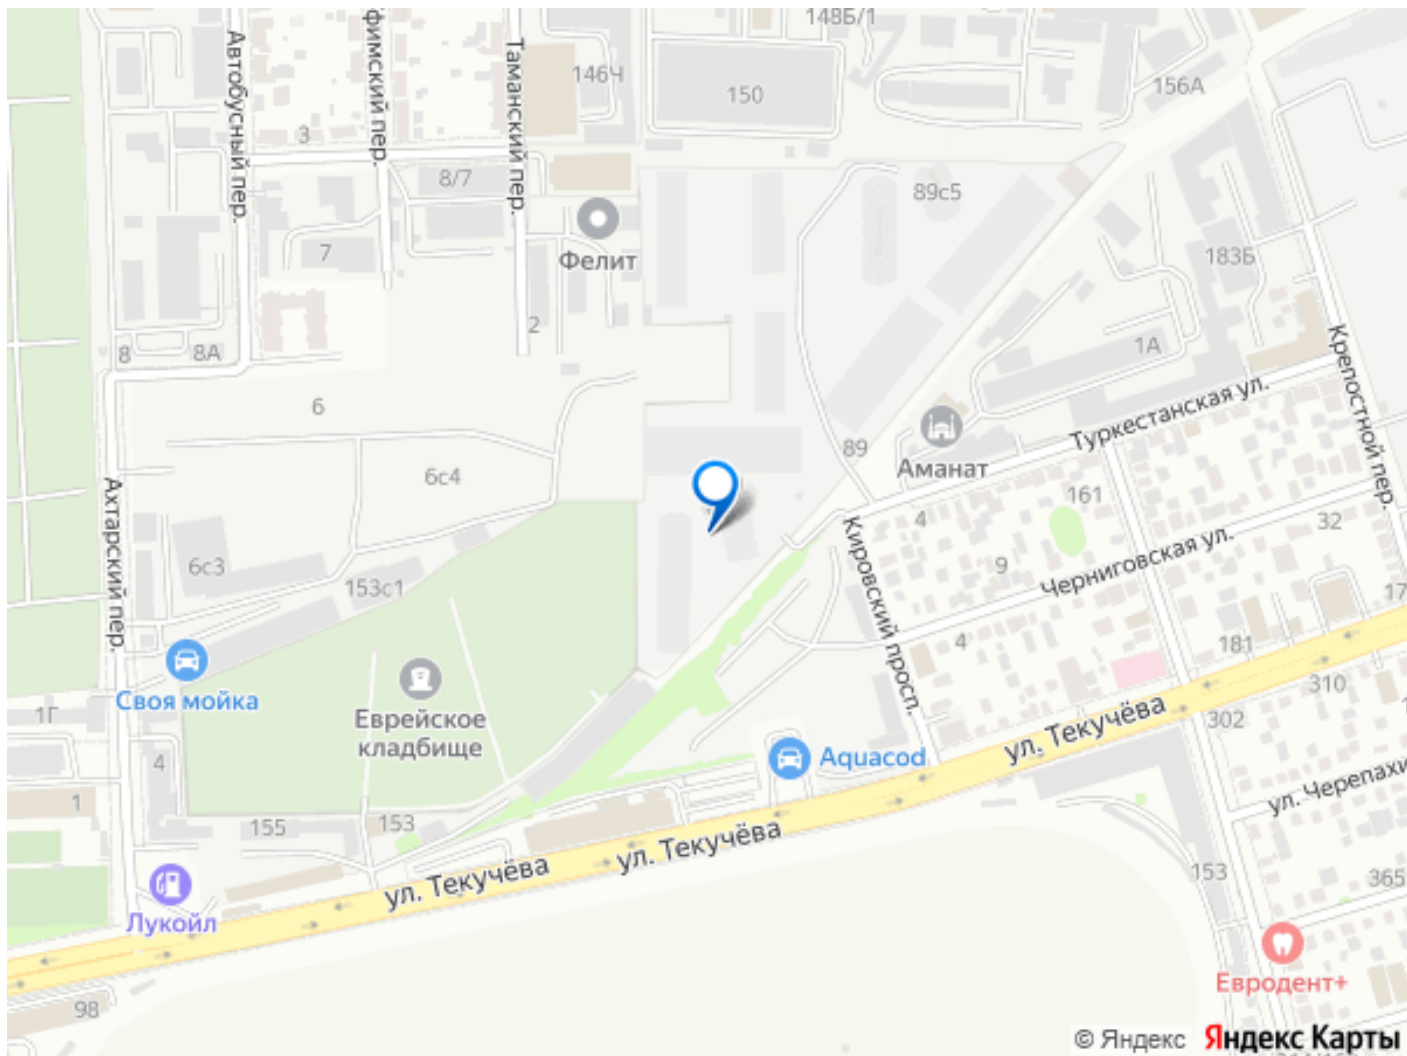 148Б/1
Автобусный пер.
фимский пер.
Таманский пер.
146Ч
150
156А
3
8/7
89с5
7
Фелит
183Б
2
8
8А
1А
Крепостной пер.
6
Туркестанская ул.
89
Аманат
6с4
Ахтарский пер.
161
4
32
Кировский просп.
9
Черниговская ул.
6с3
153с1
17
4
181
Своя мойка
Еврейское
кладбище
310
1Г
302
ул. Текучёва
4
Aquacod
1
ул. Черепахи
155
153
ул. Текучёва
ул. Текучёва
153
365
Лукойл
Евродент+
98
© Яндекс Яндекс Карты